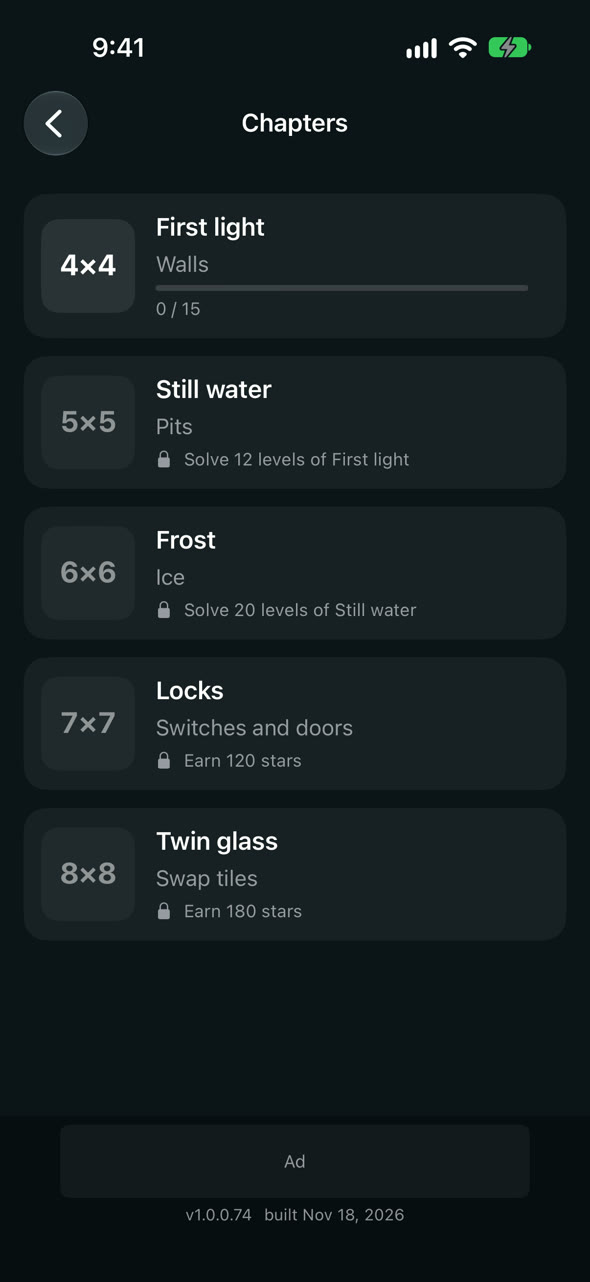 9:41
Chapters
4×4
First light
Walls
0 / 15
5×5
Still water
Pits
Solve 12 levels of First light
6×6
Frost
Ice
Solve 20 levels of Still water
7×7
Locks
Switches and doors
Earn 120 stars
8×8
Twin glass
Swap tiles
Earn 180 stars
Ad
v1.0.0.74 built Nov 18, 2026